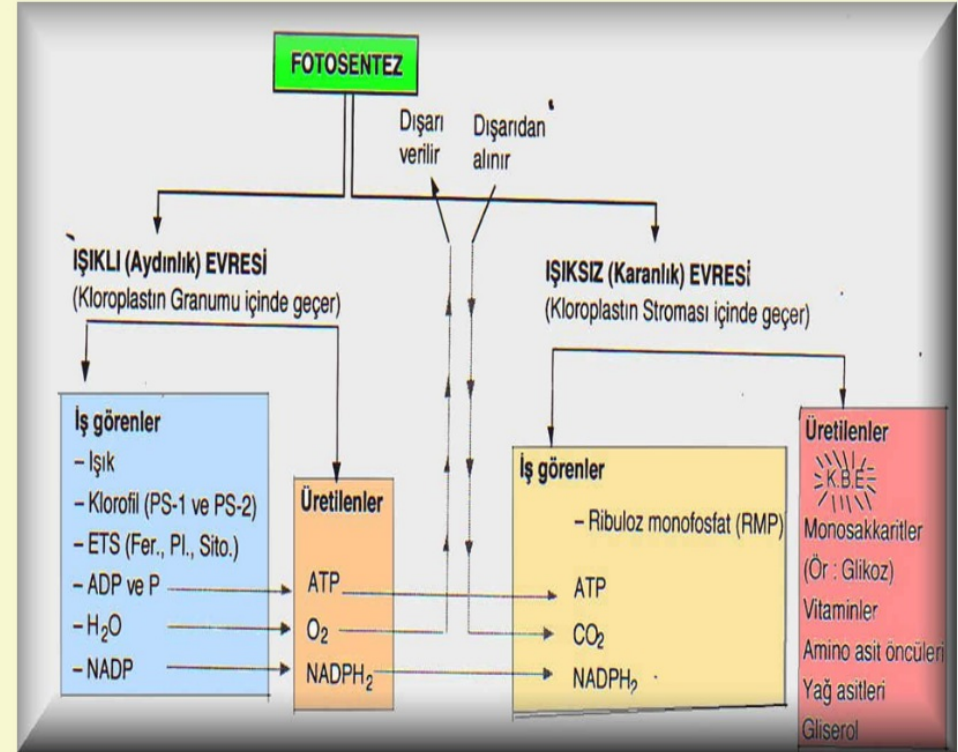 FOTOSENTEZ
Dışarı
verilir
Dışarıdan
alınır
IŞIKLI (Aydınlık) EVRESİ
(Kloroplastın Granumu içinde geçer)
IŞIKSIZ (Karanlık) EVRESİ
(Kloroplastın Stroması içinde geçer)
İş görenler
– Işık
– Klorofil (PS-1 ve PS-2)
– ETS (Fer., Pl., Sito.)
– ADP ve P
– H₂O
– NADP
Üretilenler
ATP
O₂
NADPH₂
İş görenler
– Ribuloz monofosfat (RMP)
ATP
CO₂
NADPH₂
Üretilenler
K.B.E
Monosakkaritler
(Ör : Glikoz)
Vitaminler
Amino asit öncüleri
Yağ asitleri
Gliserol